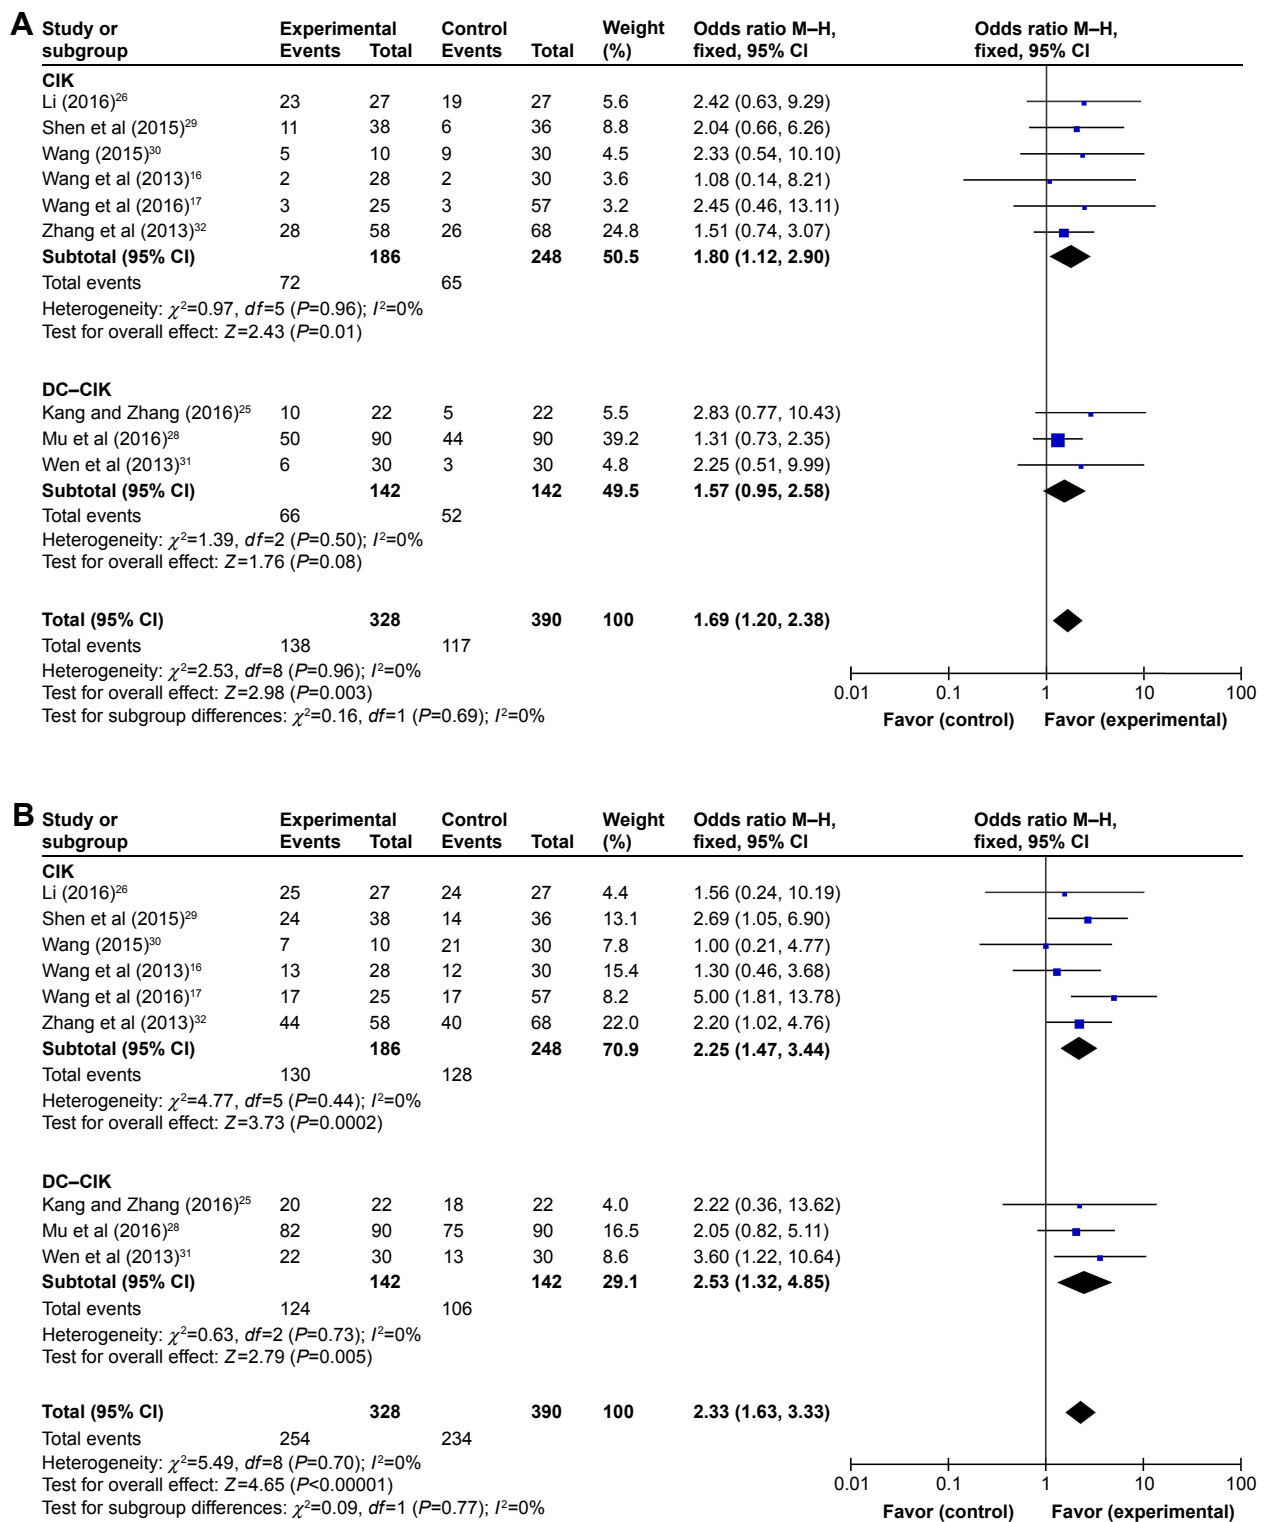 A Study or Experimental Control Weight Odds ratio M–H, Odds ratio M–H,
subgroup Events Total Events Total (%) fixed, 95% CI fixed, 95% CI
CIK
Li (2016)26 23 27 19 27 5.6 2.42 (0.63, 9.29)
Shen et al (2015)29 11 38 6 36 8.8 2.04 (0.66, 6.26)
Wang (2015)30 5 10 9 30 4.5 2.33 (0.54, 10.10)
Wang et al (2013)16 2 28 2 30 3.6 1.08 (0.14, 8.21)
Wang et al (2016)17 3 25 3 57 3.2 2.45 (0.46, 13.11)
Zhang et al (2013)32 28 58 26 68 24.8 1.51 (0.74, 3.07)
Subtotal (95% CI) 186 248 50.5 1.80 (1.12, 2.90)
Total events 72 65
Heterogeneity: χ²=0.97, df=5 (P=0.96); I²=0%
Test for overall effect: Z=2.43 (P=0.01)
DC–CIK
Kang and Zhang (2016)25 10 22 5 22 5.5 2.83 (0.77, 10.43)
Mu et al (2016)28 50 90 44 90 39.2 1.31 (0.73, 2.35)
Wen et al (2013)31 6 30 3 30 4.8 2.25 (0.51, 9.99)
Subtotal (95% CI) 142 142 49.5 1.57 (0.95, 2.58)
Total events 66 52
Heterogeneity: χ²=1.39, df=2 (P=0.50); I²=0%
Test for overall effect: Z=1.76 (P=0.08)
Total (95% CI) 328 390 100 1.69 (1.20, 2.38)
Total events 138 117
Heterogeneity: χ²=2.53, df=8 (P=0.96); I²=0%
Test for overall effect: Z=2.98 (P=0.003)
Test for subgroup differences: χ²=0.16, df=1 (P=0.69); I²=0%
0.01 0.1 1 10 100
Favor (control) Favor (experimental)
B Study or Experimental Control Weight Odds ratio M–H, Odds ratio M–H,
subgroup Events Total Events Total (%) fixed, 95% CI fixed, 95% CI
CIK
Li (2016)26 25 27 24 27 4.4 1.56 (0.24, 10.19)
Shen et al (2015)29 24 38 14 36 13.1 2.69 (1.05, 6.90)
Wang (2015)30 7 10 21 30 7.8 1.00 (0.21, 4.77)
Wang et al (2013)16 13 28 12 30 15.4 1.30 (0.46, 3.68)
Wang et al (2016)17 17 25 17 57 8.2 5.00 (1.81, 13.78)
Zhang et al (2013)32 44 58 40 68 22.0 2.20 (1.02, 4.76)
Subtotal (95% CI) 186 248 70.9 2.25 (1.47, 3.44)
Total events 130 128
Heterogeneity: χ²=4.77, df=5 (P=0.44); I²=0%
Test for overall effect: Z=3.73 (P=0.0002)
DC–CIK
Kang and Zhang (2016)25 20 22 18 22 4.0 2.22 (0.36, 13.62)
Mu et al (2016)28 82 90 75 90 16.5 2.05 (0.82, 5.11)
Wen et al (2013)31 22 30 13 30 8.6 3.60 (1.22, 10.64)
Subtotal (95% CI) 142 142 29.1 2.53 (1.32, 4.85)
Total events 124 106
Heterogeneity: χ²=0.63, df=2 (P=0.73); I²=0%
Test for overall effect: Z=2.79 (P=0.005)
Total (95% CI) 328 390 100 2.33 (1.63, 3.33)
Total events 254 234
Heterogeneity: χ²=5.49, df=8 (P=0.70); I²=0%
Test for overall effect: Z=4.65 (P<0.00001)
Test for subgroup differences: χ²=0.09, df=1 (P=0.77); I²=0%
0.01 0.1 1 10 100
Favor (control) Favor (experimental)